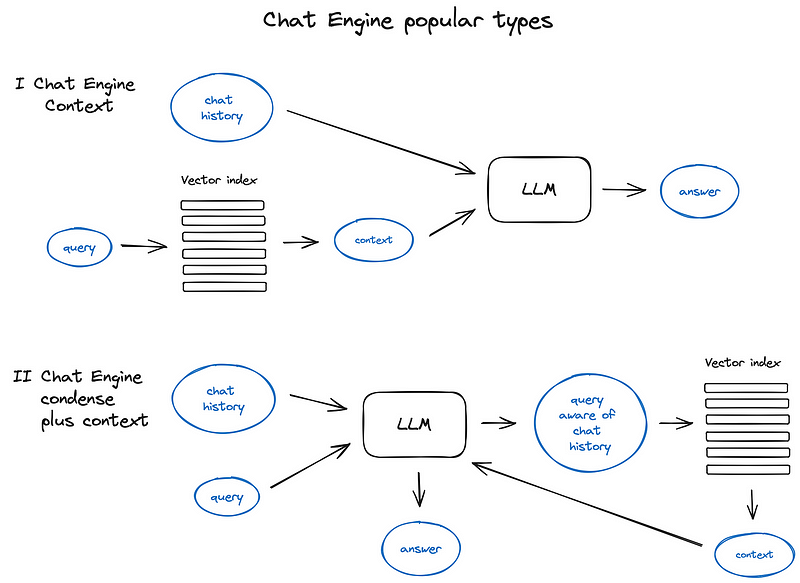 Chat Engine popular types
I Chat Engine
Context
chat
history
Vector index
query
context
LLM
answer
II Chat Engine
condense
plus context
chat
history
query
LLM
answer
query
aware of
chat
history
Vector index
context